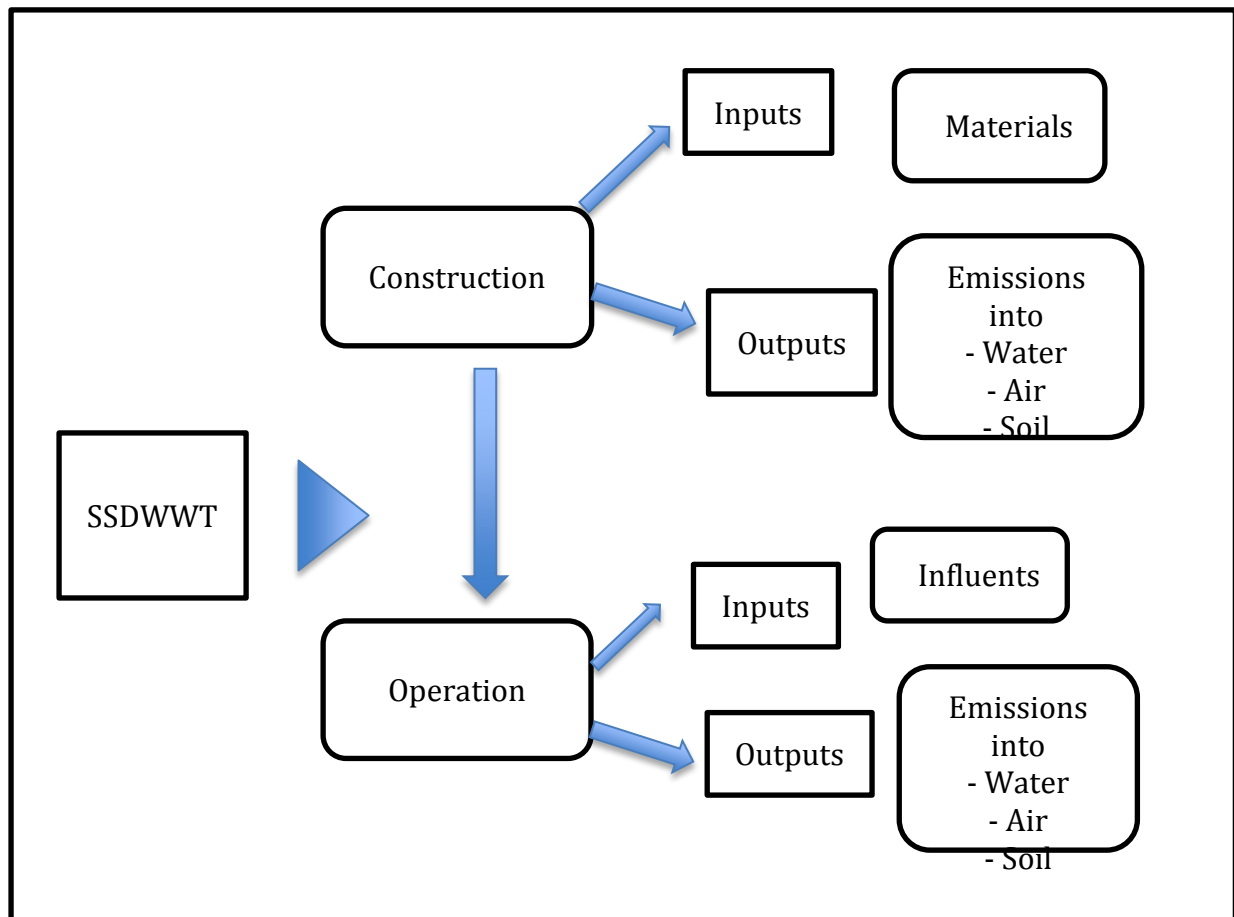 Inputs
Materials
Construction
Outputs
Emissions
into
- Water
- Air
- Soil
SSDWWT
Inputs
Influents
Operation
Outputs
Emissions
into
- Water
- Air
- Soil